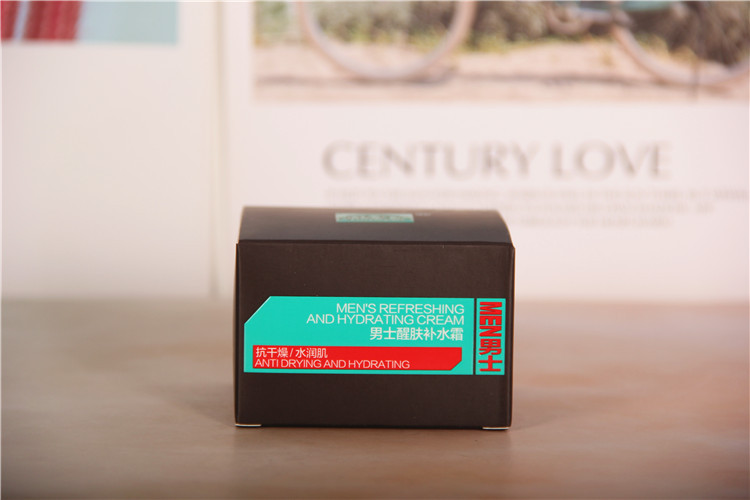 CENTURY LOVE
MEN'S REFRESHING
AND HYDRATING CREAM
男士醒肤补水霜
抗干燥/水润肌
ANTI DRYING AND HYDRATING
MEN男士